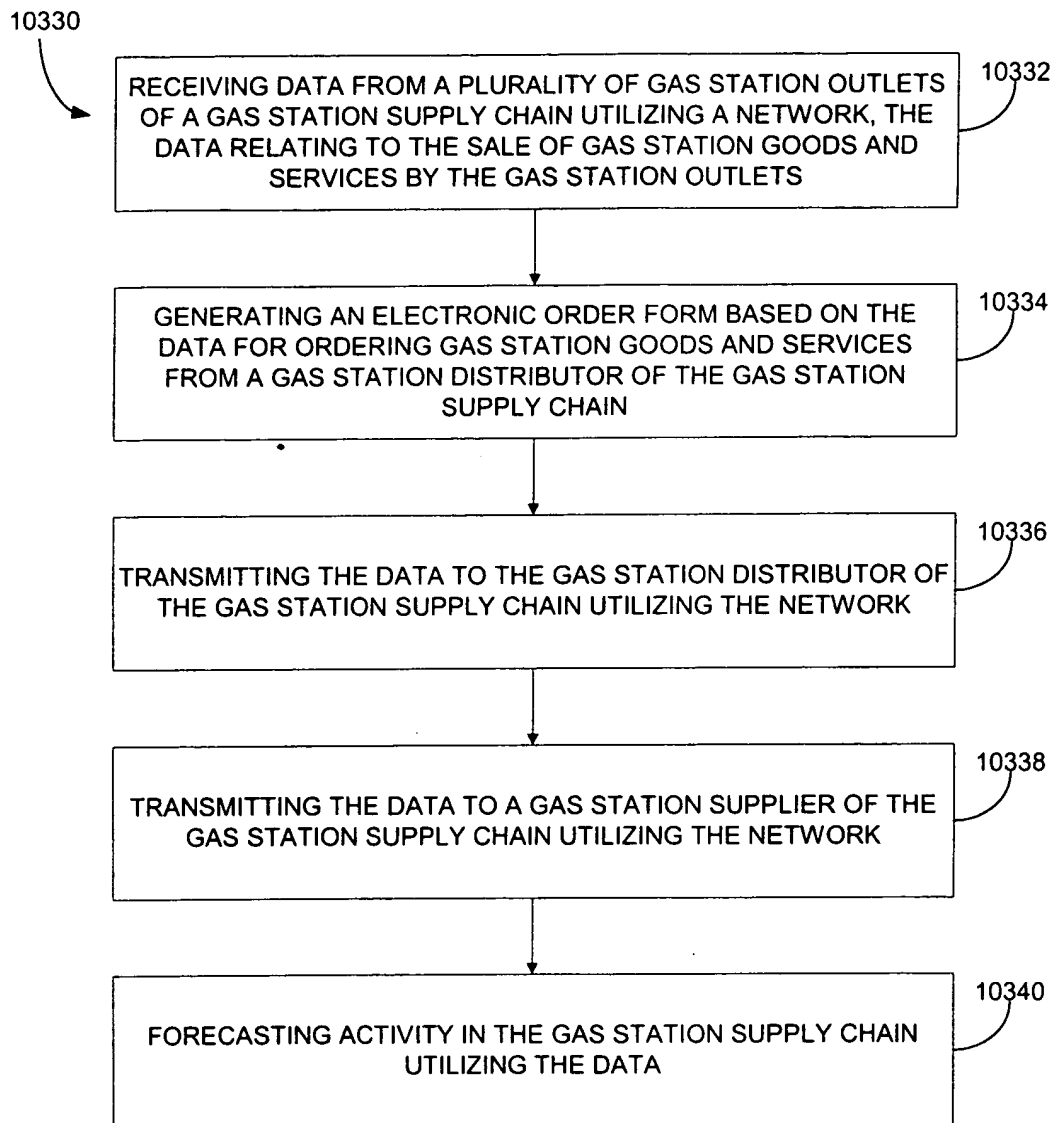 10330
RECEIVING DATA FROM A PLURALITY OF GAS STATION OUTLETS
OF A GAS STATION SUPPLY CHAIN UTILIZING A NETWORK, THE
DATA RELATING TO THE SALE OF GAS STATION GOODS AND
SERVICES BY THE GAS STATION OUTLETS
10332
GENERATING AN ELECTRONIC ORDER FORM BASED ON THE
DATA FOR ORDERING GAS STATION GOODS AND SERVICES
FROM A GAS STATION DISTRIBUTOR OF THE GAS STATION
SUPPLY CHAIN
10334
TRANSMITTING THE DATA TO THE GAS STATION DISTRIBUTOR OF
THE GAS STATION SUPPLY CHAIN UTILIZING THE NETWORK
10336
TRANSMITTING THE DATA TO A GAS STATION SUPPLIER OF THE
GAS STATION SUPPLY CHAIN UTILIZING THE NETWORK
10338
FORECASTING ACTIVITY IN THE GAS STATION SUPPLY CHAIN
UTILIZING THE DATA
10340